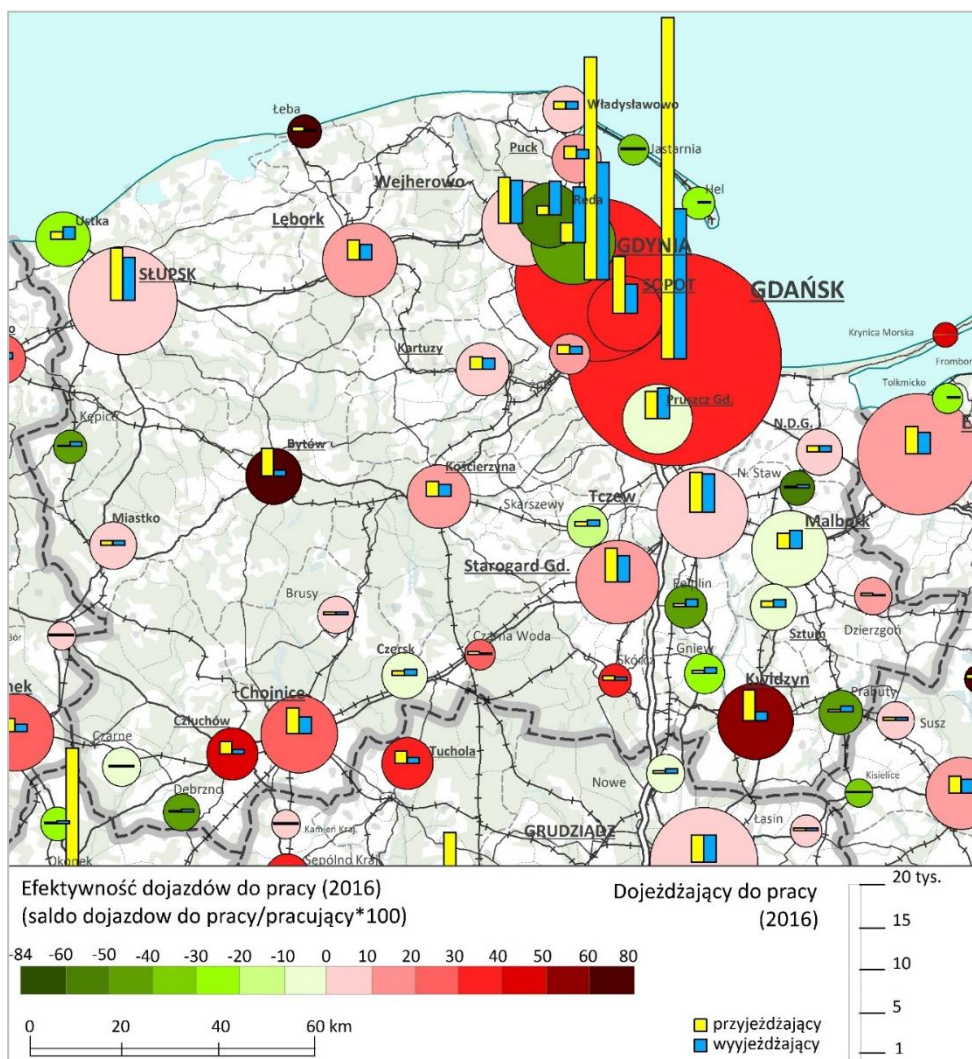 Łeba
Władysławowo
Puck
Jastarnia
Wejherowo
Hel
Reda
Ustka
Lębork
GDYNIA
SŁUPSK
SOPOT
GDAŃSK
Krynica Morska
Kartuzy
Frombor
Tolkmicko
Pruszcz Gd.
Kępice
N.D.G.
E
Bytów
Kościerzyna
N. Staw
Skarszewy
Tczew
Miastko
Malbork
Starogard Gd.
Pelplin
Brusy
Dzierzgoń
Sztum
Bór
Czarna Woda
Czersk
Gniew
Skórcz
nek
Chojnice
Kwidzyn
Prabuty
Człuchów
Susz
Czarne
Tuchola
Nowe
Debrzno
Kisielice
Kamień Kraj.
GRUDZIĄDZ
Łasin
Okonek
Sępólno Kraj.
Efektywność dojazdów do pracy (2016)
(saldo dojazdow do pracy/pracujący*100)
Dojeżdżający do pracy
(2016)
20 tys.
15
10
5
1
-84 -60 -50 -40 -30 -20 -10 0 10 20 30 40 50 60 80
0 20 40 60 km
przyjeżdżający
wyyjeżdżający